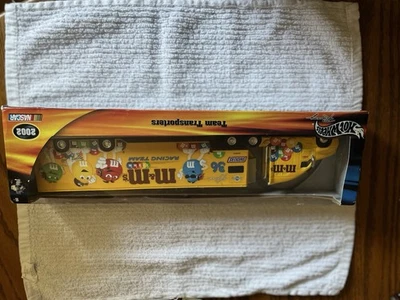 HOT WHEELS
Team Transporters
NASCAR
2002
m&m's
36
m&m's
RACING TEAM